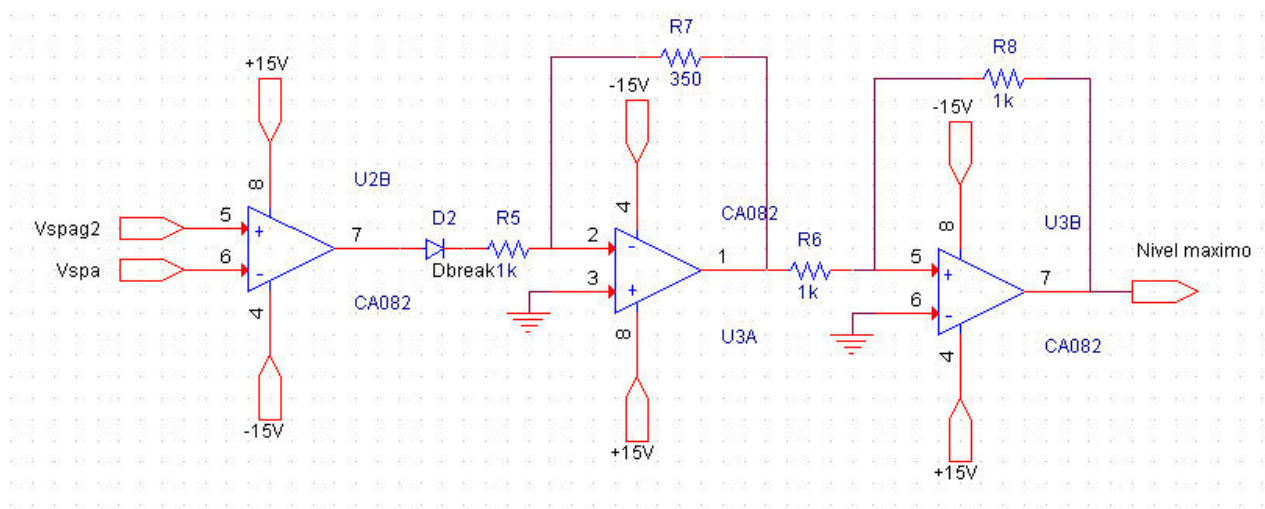 R7
350
R8
1k
+15V
-15V
-15V
8
U2B
4
CA082
8
U3B
Vspag2
5
+
7
D2
R5
2
-
1
R6
5
+
7
Nivel maximo
Vspa
6
-
Dbreak
1k
3
+
1k
6
-
4
CA082
8
U3A
4
CA082
-15V
+15V
+15V